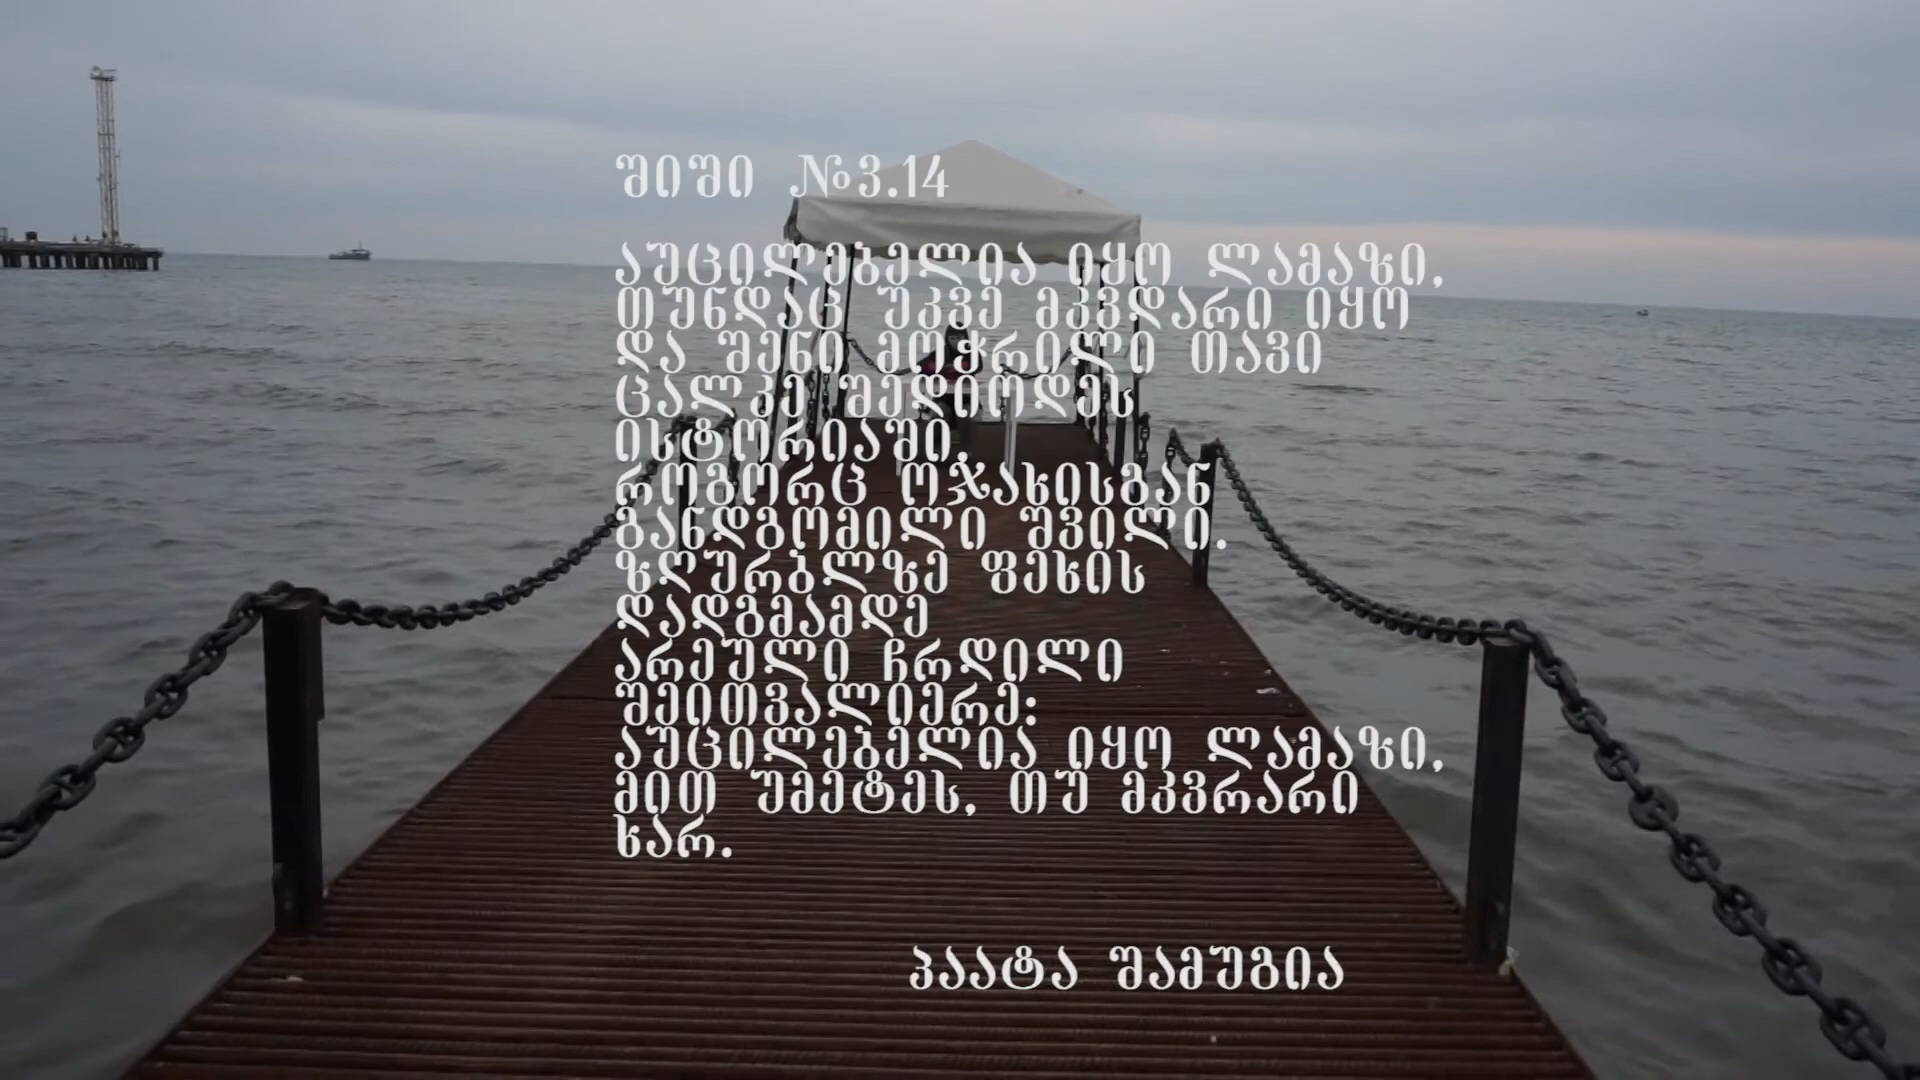 შიში №3.14
აუცილებელია იყო ლამაზი,
თუნდაც უკვე მკვდარი იყო
და შენი მოჭრილი თავი
ცალკე შედიოდეს
ისტორიაში,
როგორც ოჯახისგან
განდგომილი შვილი.
ზღურბლზე ფეხის
დადგმამდე
არეული ჩრდილი
შეითვალიერე:
აუცილებელია იყო ლამაზი,
მით უმეტეს, თუ მკვრარი
ხარ.
პაატა შამუგია